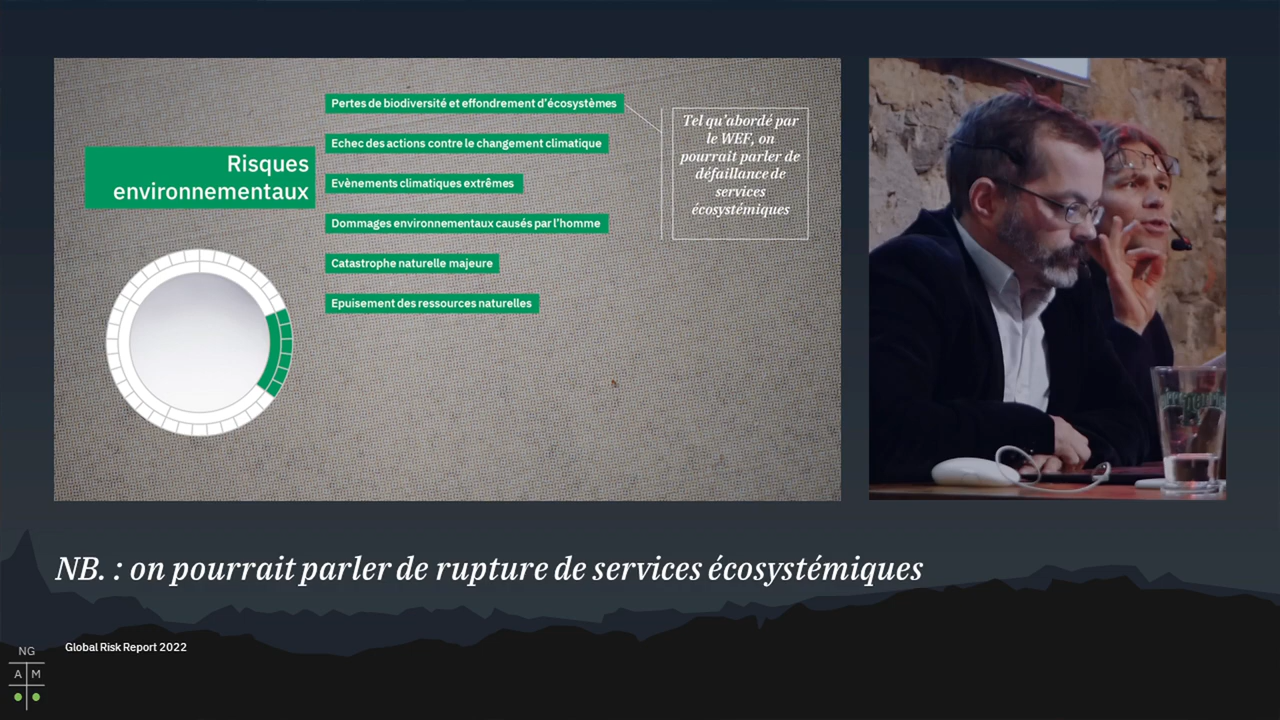 Risques
environnementaux
Pertes de biodiversité et effondrement d'écosystèmes
Echec des actions contre le changement climatique
Evènements climatiques extrêmes
Dommages environnementaux causés par l'homme
Catastrophe naturelle majeure
Epuisement des ressources naturelles
Tel qu'abordé par
le WEF, on
pourrait parler de
défaillance de
services
écosystémiques
NB. : on pourrait parler de rupture de services écosystémiques
Global Risk Report 2022
NG
A M